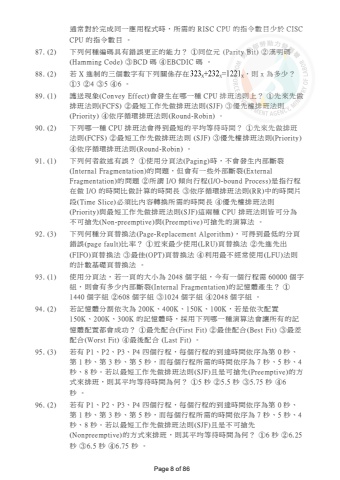 通常對於完成同一應用程式時，所需的 RISC CPU 的指令數目少於 CISC
CPU 的指令數目 。
87. (2) 下列何種編碼具有錯誤更正的能力？ ①同位元 (Parity Bit) ②漢明碼
(Hamming Code) ③BCD 碼 ④EBCDIC 碼 。
88. (2) 若 X 進制的三個數字有下列關係存在323ₓ+232ₓ=1221ₓ，則 x 為多少？
①3 ②4 ③5 ④6 。
89. (1) 護送現象(Convey Effect)會發生在哪一種 CPU 排班法則上？ ①先來先做
排班法則(FCFS) ②最短工作先做排班法則(SJF) ③優先權排班法則
(Priority) ④依序循環排班法則(Round-Robin) 。
90. (2) 下列哪一種 CPU 排班法會得到最短的平均等待時間？ ①先來先做排班
法則(FCFS) ②最短工作先做排班法則 (SJF) ③優先權排班法則(Priority)
④依序循環排班法則(Round-Robin) 。
91. (1) 下列何者敘述有誤？ ①使用分頁法(Paging)時，不會發生內部斷裂
(Internal Fragmentation)的問題，但會有一些外部斷裂(External
Fragmentation)的問題 ②所謂 I/O 傾向行程(I/O-bound Process)是指行程
在做 I/O 的時間比做計算的時間長 ③依序循環排班法則(RR)中的時間片
段(Time Slice)必須比內容轉換所需的時間長 ④優先權排班法則
(Priority)與最短工作先做排班法則(SJF)這兩種 CPU 排班法則皆可分為
不可搶先(Non-preemptive)與(Preemptive)可搶先的演算法 。
92. (3) 下列何種分頁替換法(Page-Replacement Algorithm)，可得到最低的分頁
錯誤(page fault)比率？ ①近來最少使用(LRU)頁替換法 ②先進先出
(FIFO)頁替換法 ③最佳(OPT)頁替換法 ④利用最不經常使用(LFU)法則
的計數基礎頁替換法 。
93. (1) 使用分頁法，若一頁的大小為 2048 個字組，今有一個行程需 60000 個字
組，則會有多少內部斷裂(Internal Fragmentation)的記憶體產生？ ①
1440 個字組 ②608 個字組 ③1024 個字組 ④2048 個字組 。
94. (2) 若記憶體分割依次為 200K、400K、150K、100K，若是依次配置
150K、200K、300K 的記憶體時，採用下列哪一種演算法會讓所有的記
憶體配置都會成功？ ①最先配合(First Fit) ②最佳配合(Best Fit) ③最差
配合(Worst Fit) ④最後配合 (Last Fit) 。
95. (3) 若有 P1、P2、P3、P4 四個行程，每個行程的到達時間依序為第 0 秒、
第 1 秒、第 3 秒、第 5 秒，而每個行程所需的時間依序為 7 秒、5 秒、4
秒、8 秒。若以最短工作先做排班法則(SJF)且是可搶先(Preemptive)的方
式來排班，則其平均等待時間為何？ ①5 秒 ②5.5 秒 ③5.75 秒 ④6
秒 。
96. (2) 若有 P1、P2、P3、P4 四個行程，每個行程的到達時間依序為第 0 秒、
第 1 秒、第 3 秒、第 5 秒，而每個行程所需的時間依序為 7 秒、5 秒、4
秒、8 秒。若以最短工作先做排班法則(SJF)且是不可搶先
(Nonpreemptive)的方式來排班，則其平均等待時間為何？ ①6 秒 ②6.25
秒 ③6.5 秒 ④6.75 秒 。
Page 8 of 86